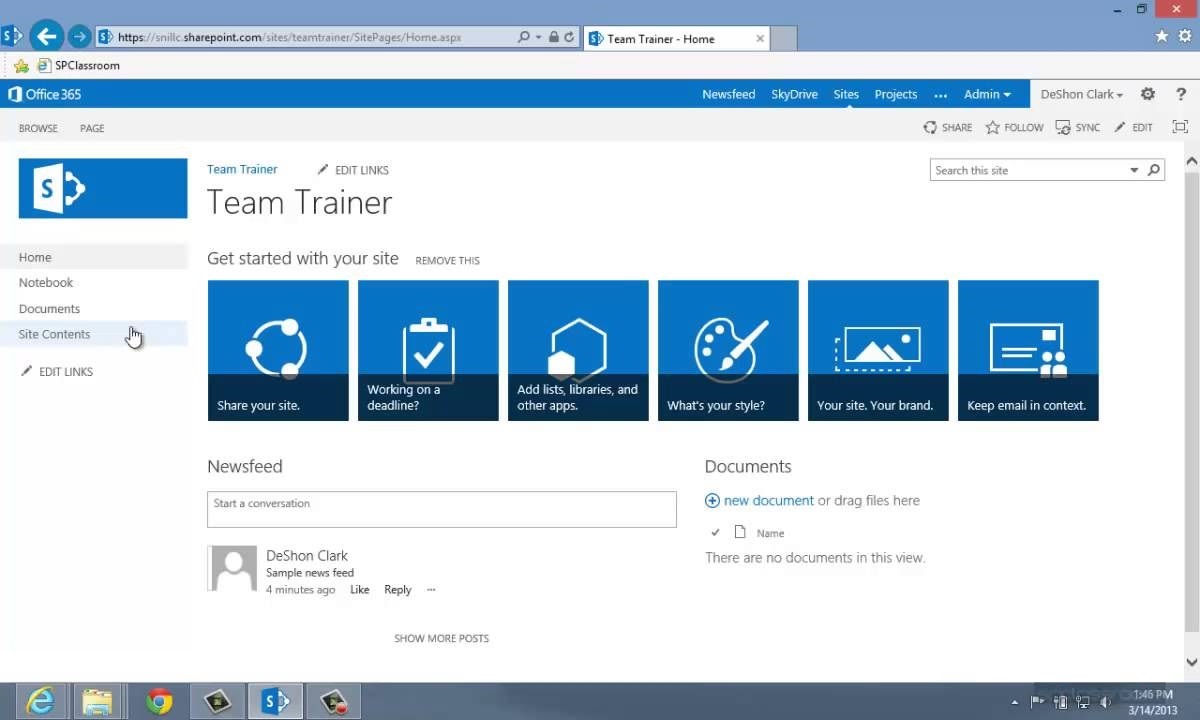 https://snillc.sharepoint.com/sites/teamtrainer/SitePages/Home.aspx
Team Trainer - Home
SPClassroom
Office 365
Newsfeed SkyDrive Sites Projects ... Admin DeShon Clark ?
BROWSE PAGE
SHARE FOLLOW SYNC EDIT
S
Team Trainer EDIT LINKS
Search this site
Team Trainer
Home
Notebook
Documents
Site Contents
EDIT LINKS
Get started with your site REMOVE THIS
Share your site.
Working on a
deadline?
Add lists, libraries, and
other apps.
What's your style?
Your site. Your brand.
Keep email in context.
Newsfeed
Start a conversation
DeShon Clark
Sample news feed
4 minutes ago Like Reply ...
SHOW MORE POSTS
Documents
new document or drag files here
Name
There are no documents in this view.
1:46 PM
3/14/2013